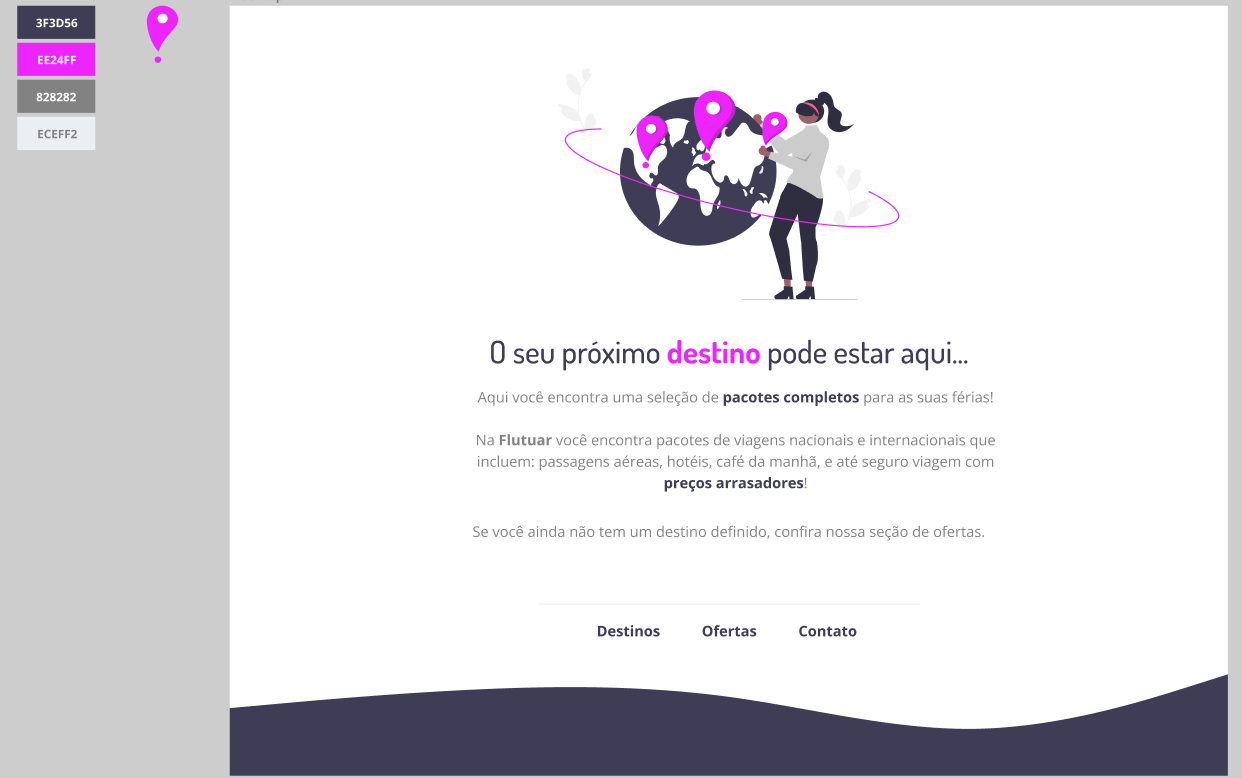 3F3D56
EE24FF
828282
ECEFF2
O seu próximo destino pode estar aqui...
Aqui você encontra uma seleção de pacotes completos para as suas férias!
Na Flutuar você encontra pacotes de viagens nacionais e internacionais que
incluem: passagens aéreas, hotéis, café da manhã, e até seguro viagem com
preços arrasadores!
Se você ainda não tem um destino definido, confira nossa seção de ofertas.
Destinos Ofertas Contato